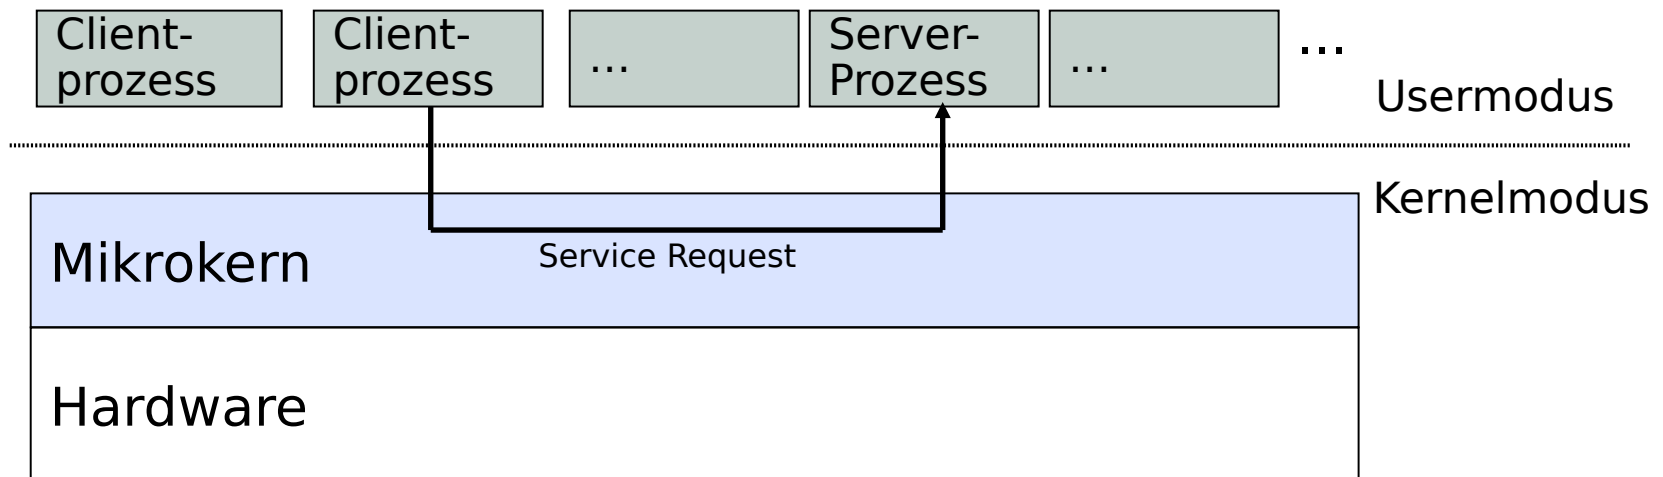 Client-
prozess
Client-
prozess
...
Server-
Prozess
...
...
Usermodus
Kernelmodus
Mikrokern
Service Request
Hardware